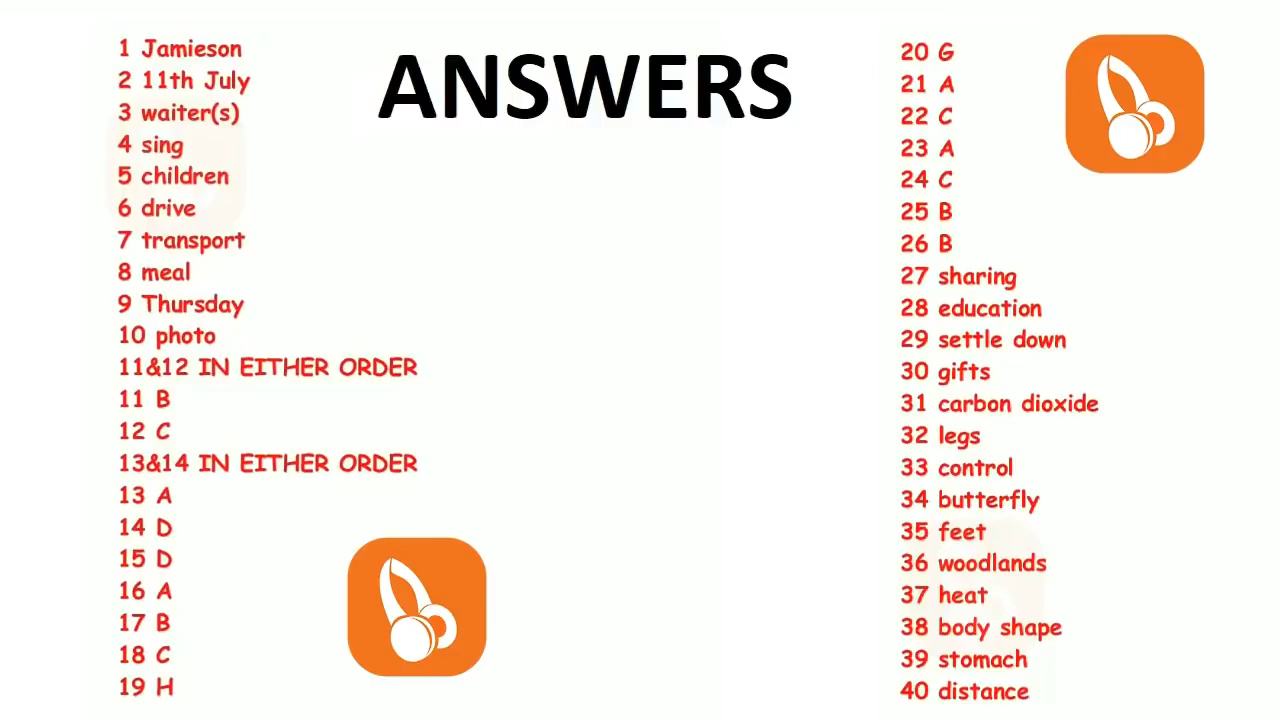 ANSWERS
1 Jamieson
2 11th July
3 waiter(s)
4 sing
5 children
6 drive
7 transport
8 meal
9 Thursday
10 photo
11&12 IN EITHER ORDER
11 B
12 C
13&14 IN EITHER ORDER
13 A
14 D
15 D
16 A
17 B
18 C
19 H
20 G
21 A
22 C
23 A
24 C
25 B
26 B
27 sharing
28 education
29 settle down
30 gifts
31 carbon dioxide
32 legs
33 control
34 butterfly
35 feet
36 woodlands
37 heat
38 body shape
39 stomach
40 distance